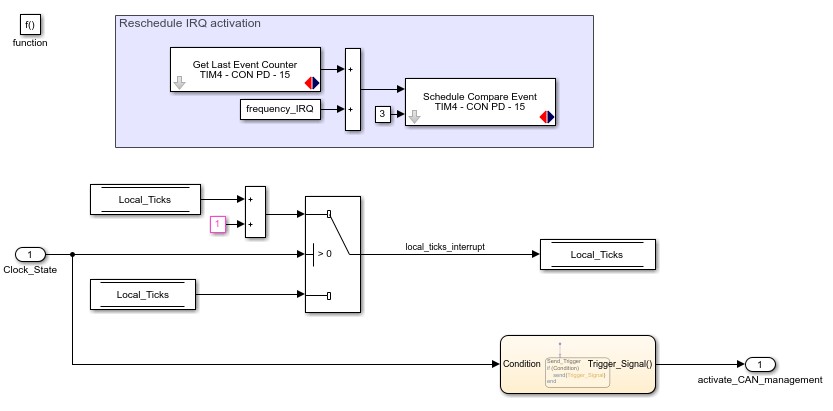 f()
function
Reschedule IRQ activation
Get Last Event Counter
TIM4 - CON PD - 15
frequency_IRQ
+
+
3
Schedule Compare Event
TIM4 - CON PD - 15
Local_Ticks
1
+
+
1
Clock_State
> 0
Local_Ticks
local_ticks_interrupt
Local_Ticks
Condition
Send_Trigger
if (Condition)
send(Trigger_Signal)
end
Trigger_Signal()
1
activate_CAN_management